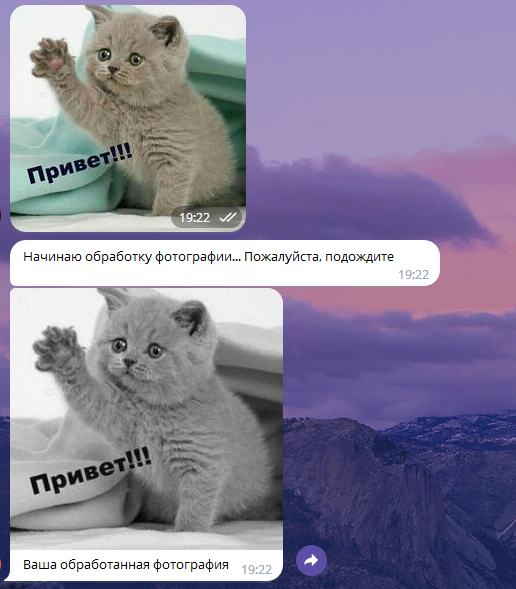 Привет!!!
19:22
Начинаю обработку фотографии... Пожалуйста, подождите
19:22
Привет!!!
Ваша обработанная фотография 19:22